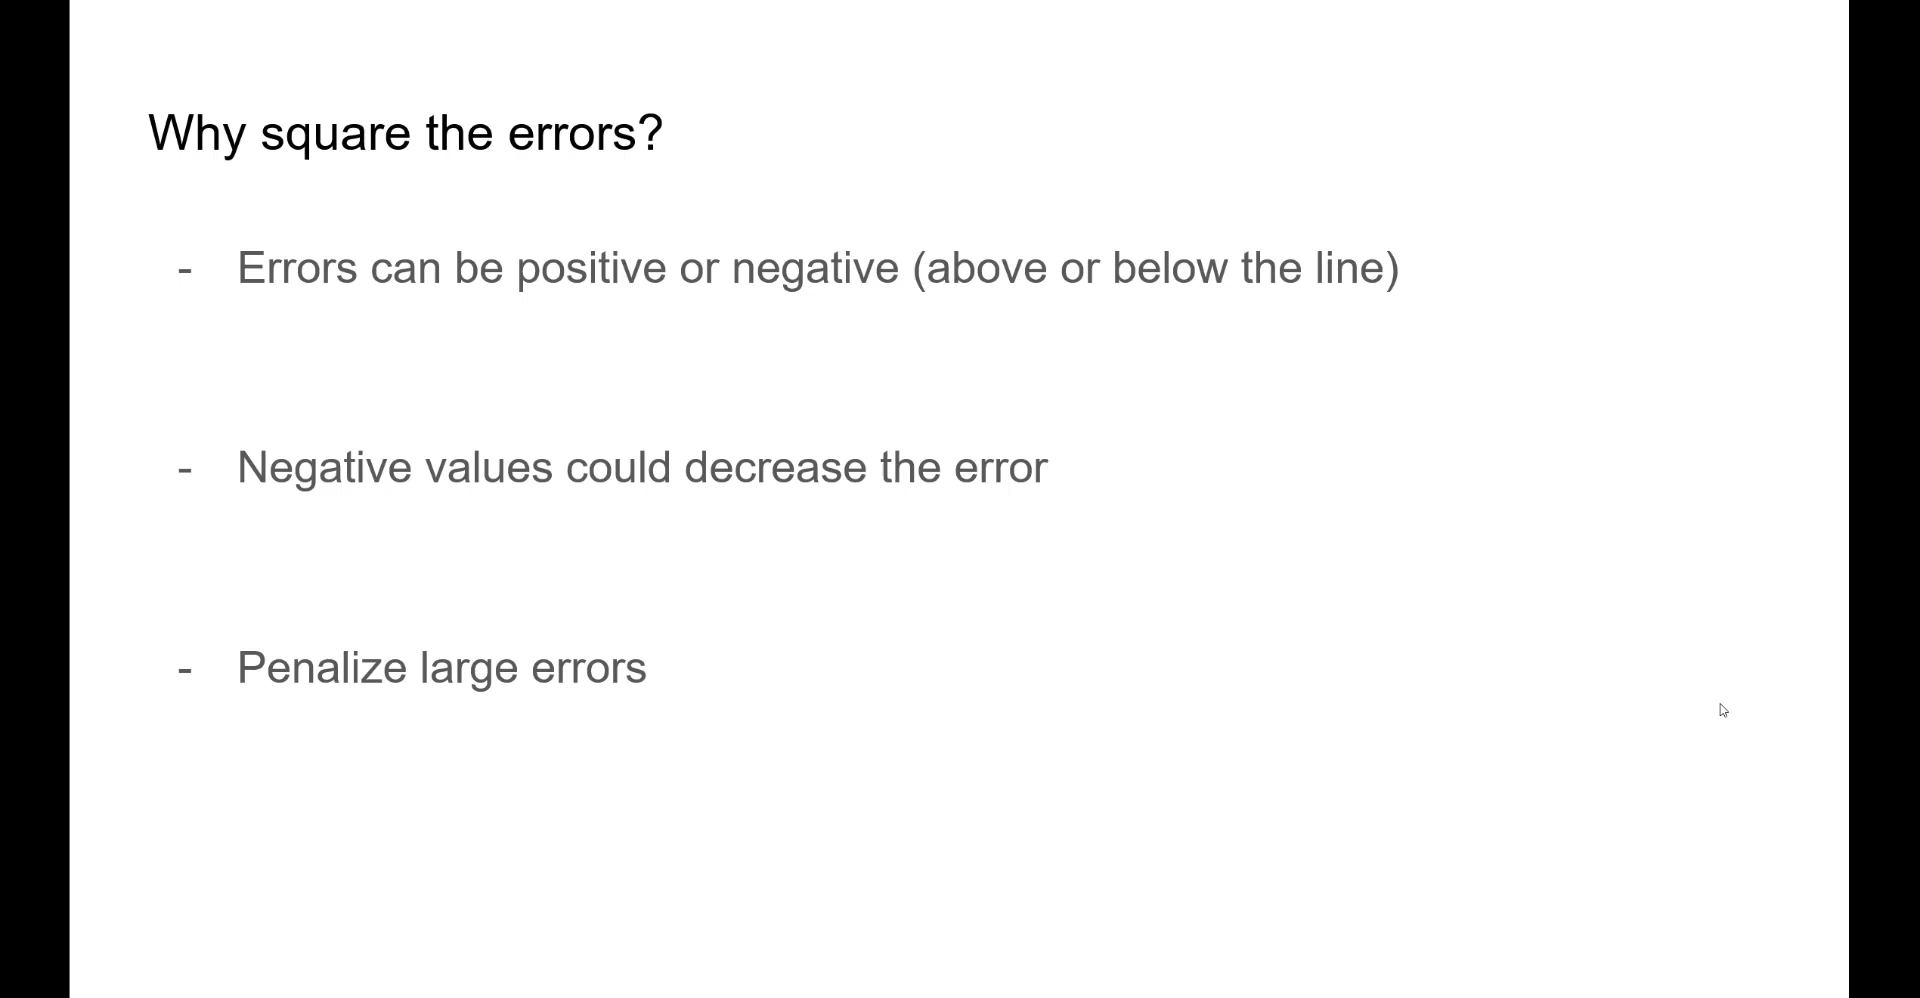 Why square the errors?
- Errors can be positive or negative (above or below the line)
- Negative values could decrease the error
- Penalize large errors